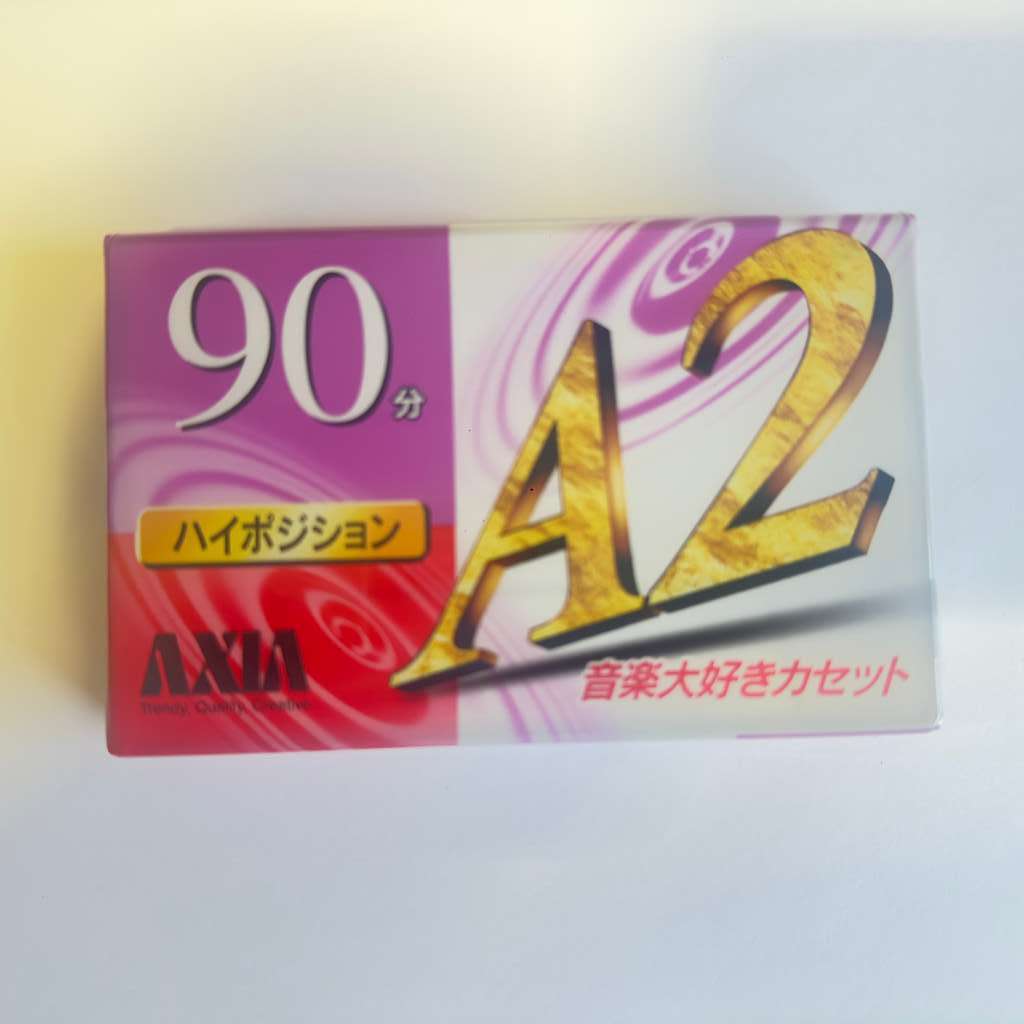 90分
ハイポジション
AXIA
Trendy, Quality, Creative
A2
音楽大好きカセット